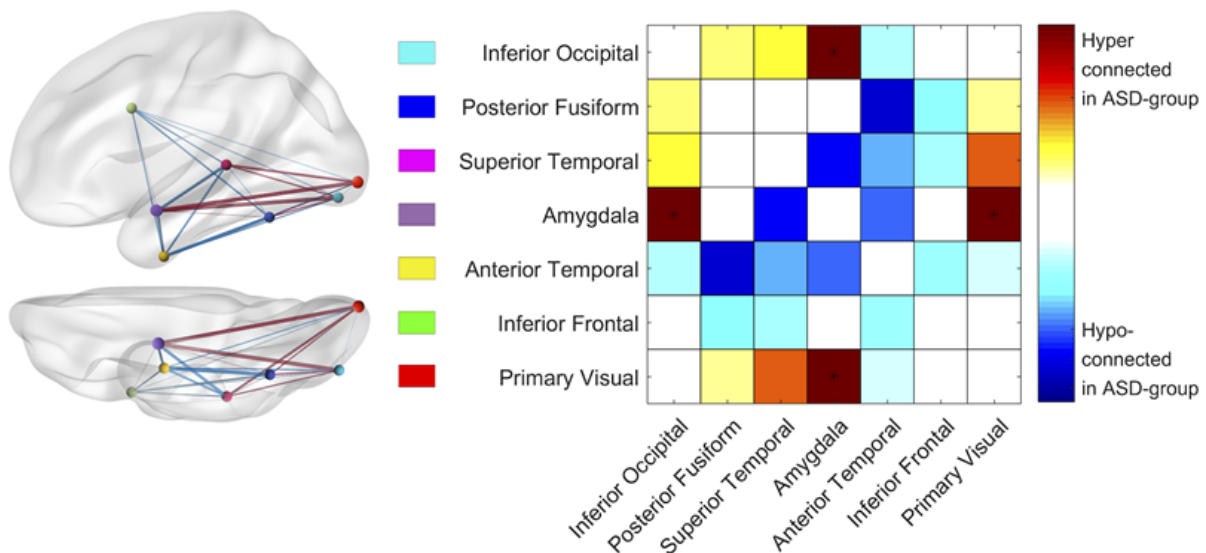 Inferior Occipital
Posterior Fusiform
Superior Temporal
Amygdala
Anterior Temporal
Inferior Frontal
Primary Visual
Inferior Occipital
Posterior Fusiform
Superior Temporal
Amygdala
Anterior Temporal
Inferior Frontal
Primary Visual
Hyper
connected
in ASD-group
Hypo-
connected
in ASD-group